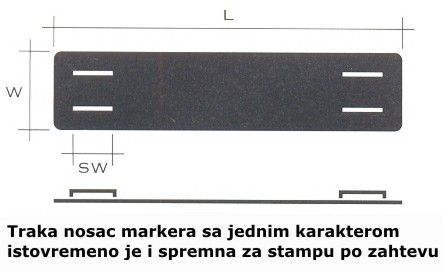 L
W
SW
Traka nosac markera sa jednim karakterom
istovremeno je i spremna za stampu po zahtevu